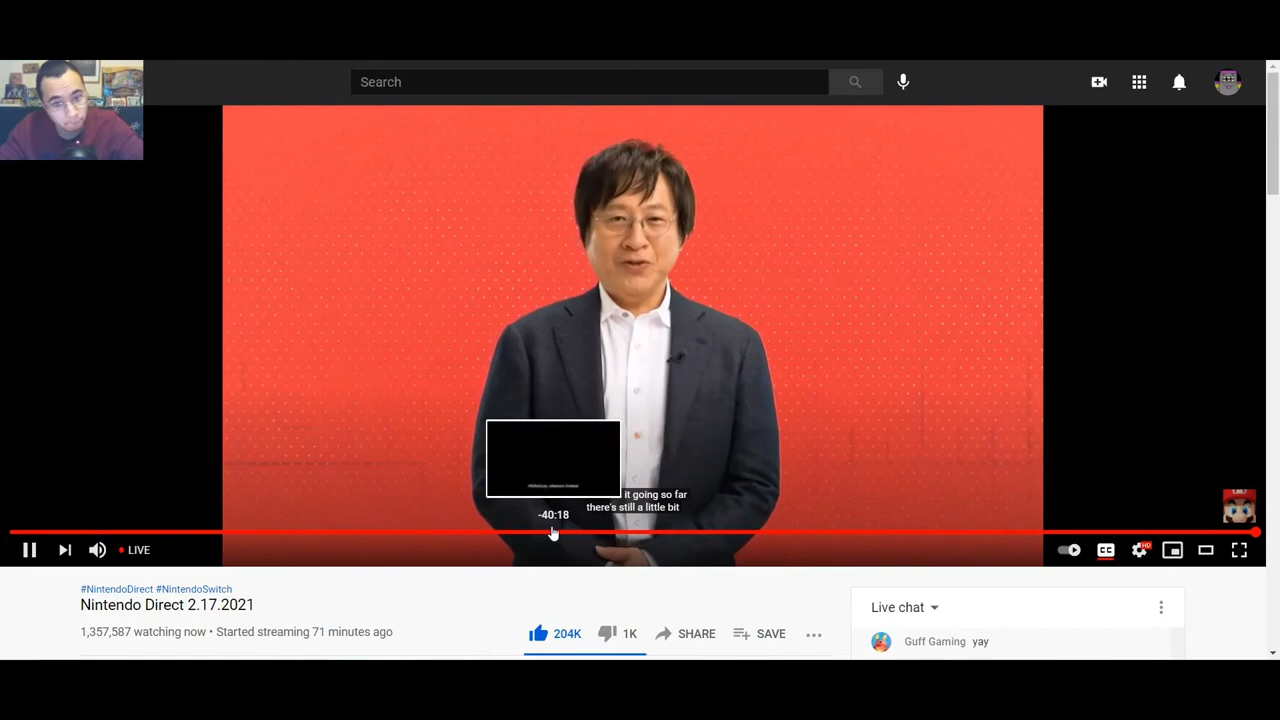 Search
it going so far
there's still a little bit
-40:18
LIVE
CC
HD
#NintendoDirect #NintendoSwitch
Nintendo Direct 2.17.2021
1,357,587 watching now • Started streaming 71 minutes ago
204K
1K
SHARE
SAVE
Live chat
Guff Gaming yay